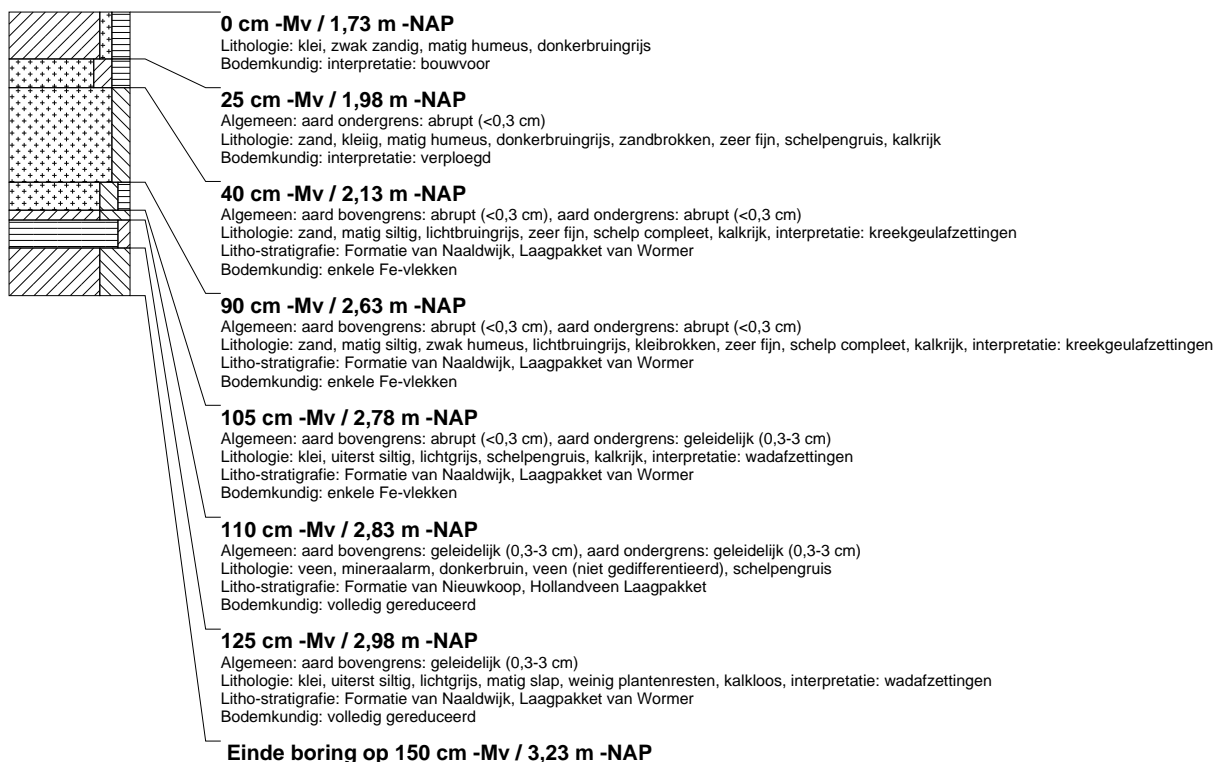 0 cm -Mv / 1,73 m -NAP
Lithologie: klei, zwak zandig, matig humeus, donkerbruingrijs
Bodemkundig: interpretatie: bouwvoor
25 cm -Mv / 1,98 m -NAP
Algemeen: aard ondergrens: abrupt (<0,3 cm)
Lithologie: zand, kleiig, matig humeus, donkerbruingrijs, zandbrokken, zeer fijn, schelpengruis, kalkrijk
Bodemkundig: interpretatie: verploegd
40 cm -Mv / 2,13 m -NAP
Algemeen: aard bovengrens: abrupt (<0,3 cm), aard ondergrens: abrupt (<0,3 cm)
Lithologie: zand, matig siltig, lichtbruingrijs, zeer fijn, schelp compleet, kalkrijk, interpretatie: kreekgeulafzettingen
Litho-stratigrafie: Formatie van Naaldwijk, Laagpakket van Wormer
Bodemkundig: enkele Fe-vlekken
90 cm -Mv / 2,63 m -NAP
Algemeen: aard bovengrens: abrupt (<0,3 cm), aard ondergrens: abrupt (<0,3 cm)
Lithologie: zand, matig siltig, zwak humeus, lichtbruingrijs, kleibrokken, zeer fijn, schelp compleet, kalkrijk, interpretatie: kreekgeulafzettingen
Litho-stratigrafie: Formatie van Naaldwijk, Laagpakket van Wormer
Bodemkundig: enkele Fe-vlekken
105 cm -Mv / 2,78 m -NAP
Algemeen: aard bovengrens: abrupt (<0,3 cm), aard ondergrens: geleidelijk (0,3-3 cm)
Lithologie: klei, uiterst siltig, lichtgrijs, schelpengruis, kalkrijk, interpretatie: wadafzettingen
Litho-stratigrafie: Formatie van Naaldwijk, Laagpakket van Wormer
Bodemkundig: enkele Fe-vlekken
110 cm -Mv / 2,83 m -NAP
Algemeen: aard bovengrens: geleidelijk (0,3-3 cm), aard ondergrens: geleidelijk (0,3-3 cm)
Lithologie: veen, mineraalarm, donkerbruin, veen (niet gedifferentieerd), schelpengruis
Litho-stratigrafie: Formatie van Nieuwkoop, Hollandveen Laagpakket
Bodemkundig: volledig gereduceerd
125 cm -Mv / 2,98 m -NAP
Algemeen: aard bovengrens: geleidelijk (0,3-3 cm)
Lithologie: klei, uiterst siltig, lichtgrijs, matig slap, weinig plantenresten, kalkloos, interpretatie: wadafzettingen
Litho-stratigrafie: Formatie van Naaldwijk, Laagpakket van Wormer
Bodemkundig: volledig gereduceerd
Einde boring op 150 cm -Mv / 3,23 m -NAP